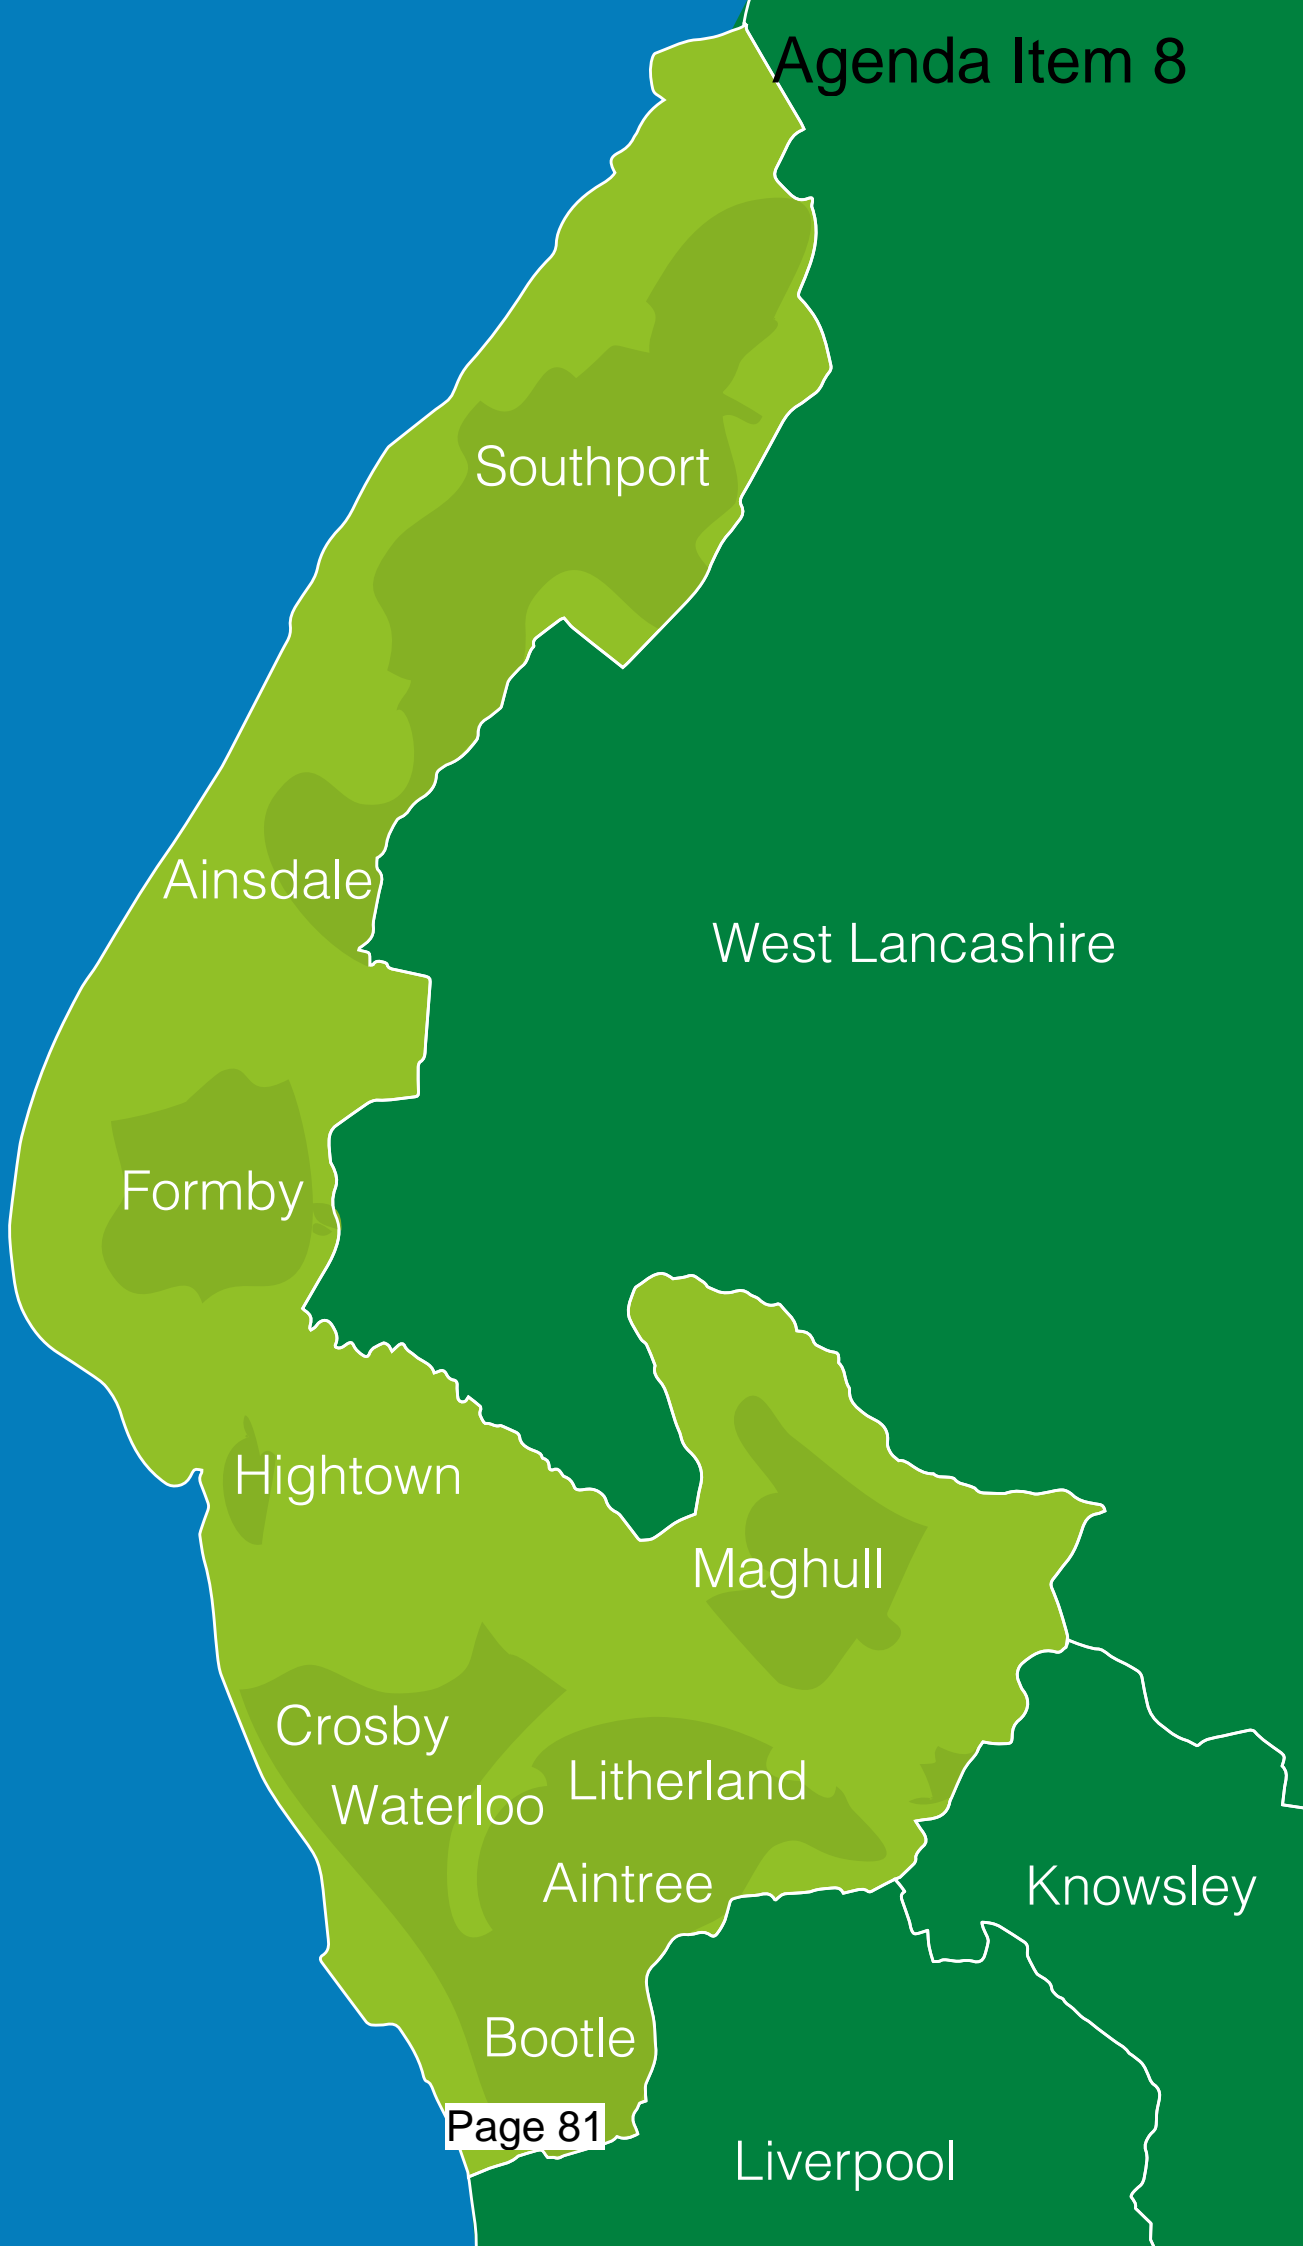 Agenda Item 8
Southport
Ainsdale
West Lancashire
Formby
Hightown
Maghull
Crosby
Litherland
Waterloo
Aintree
Knowsley
Bootle
Page 81
Liverpool